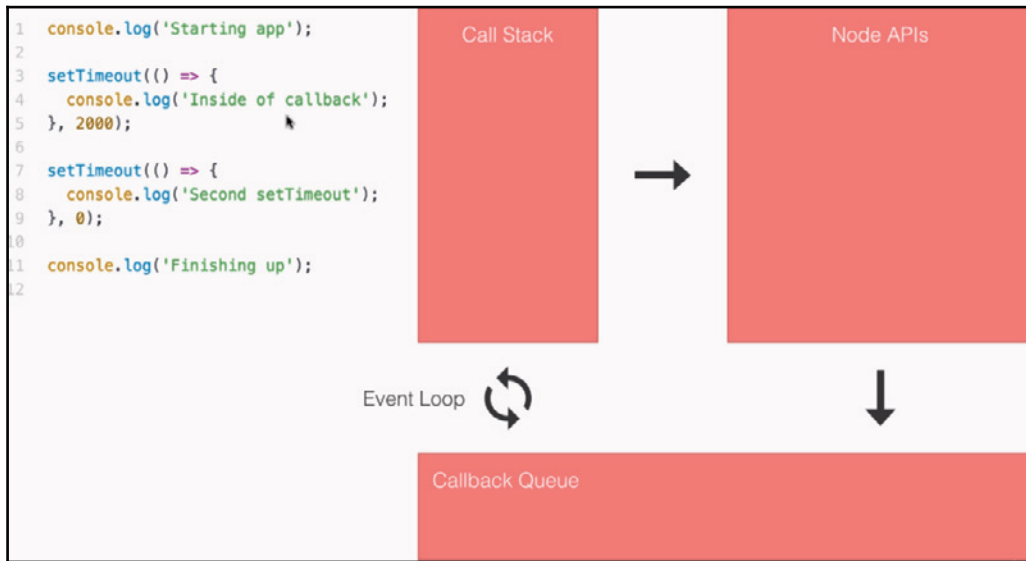 1 console.log('Starting app');
2
3 setTimeout(() => {
4   console.log('Inside of callback');
5 }, 2000);
6
7 setTimeout(() => {
8   console.log('Second setTimeout');
9 }, 0);
10
11 console.log('Finishing up');
12
Call Stack
Node APIs
Event Loop
Callback Queue